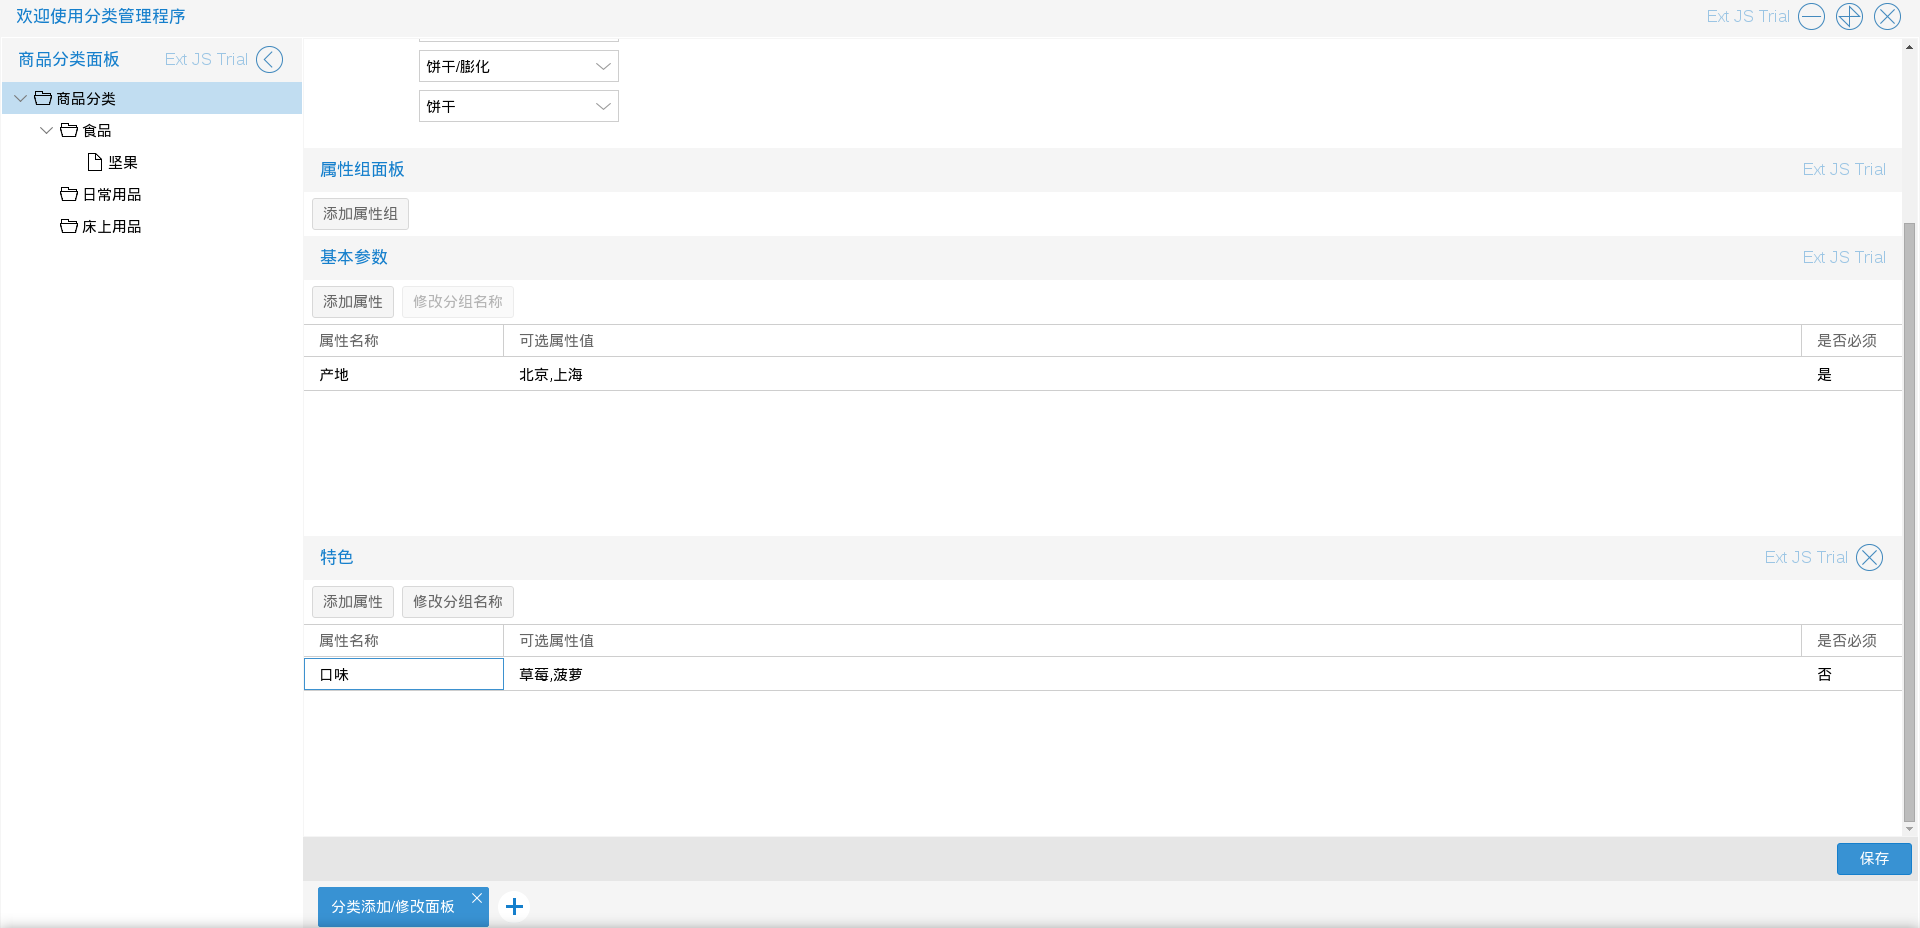 欢迎使用分类管理程序
Ext JS Trial
商品分类面板
Ext JS Trial
商品分类
食品
坚果
日常用品
床上用品
饼干/膨化
饼干
属性组面板
Ext JS Trial
添加属性组
基本参数
Ext JS Trial
添加属性 修改分组名称
属性名称 可选属性值 是否必须
产地 北京,上海 是
特色
Ext JS Trial
添加属性 修改分组名称
属性名称 可选属性值 是否必须
口味 草莓,菠萝 否
保存
分类添加/修改面板